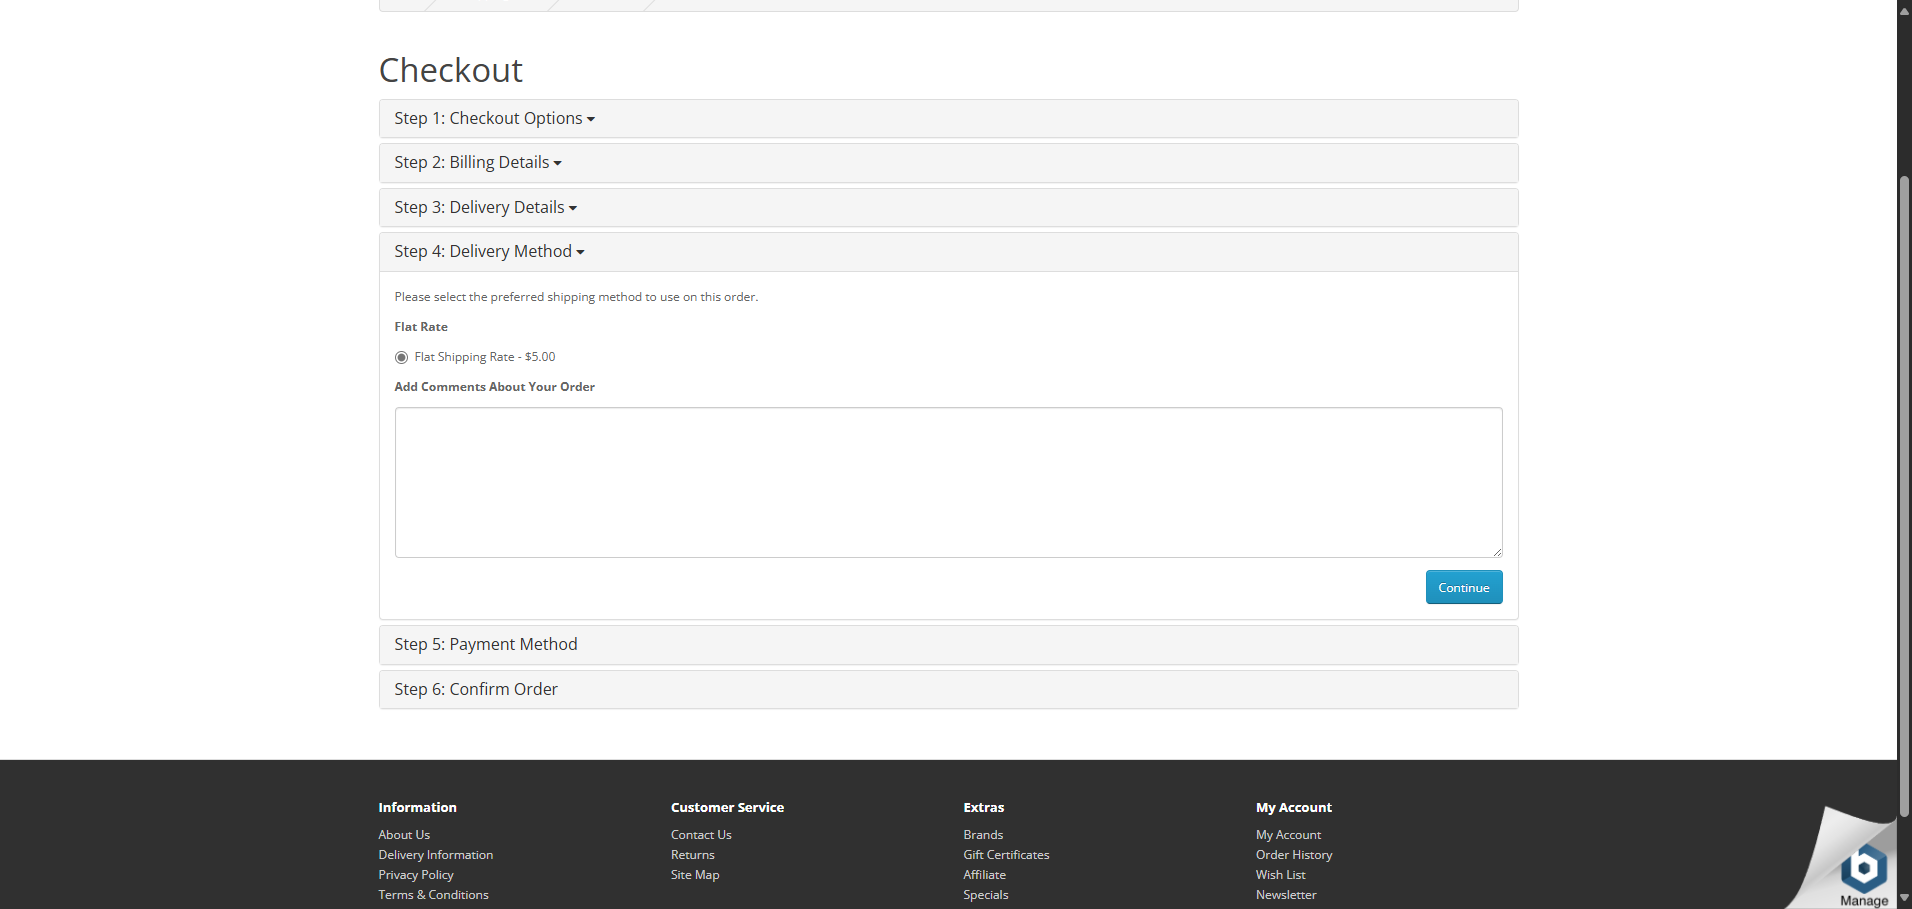 Checkout
Step 1: Checkout Options
Step 2: Billing Details
Step 3: Delivery Details
Step 4: Delivery Method
Please select the preferred shipping method to use on this order.
Flat Rate
Flat Shipping Rate - $5.00
Add Comments About Your Order
Continue
Step 5: Payment Method
Step 6: Confirm Order
Information
About Us
Delivery Information
Privacy Policy
Terms & Conditions
Customer Service
Contact Us
Returns
Site Map
Extras
Brands
Gift Certificates
Affiliate
Specials
My Account
My Account
Order History
Wish List
Newsletter
b
Manage